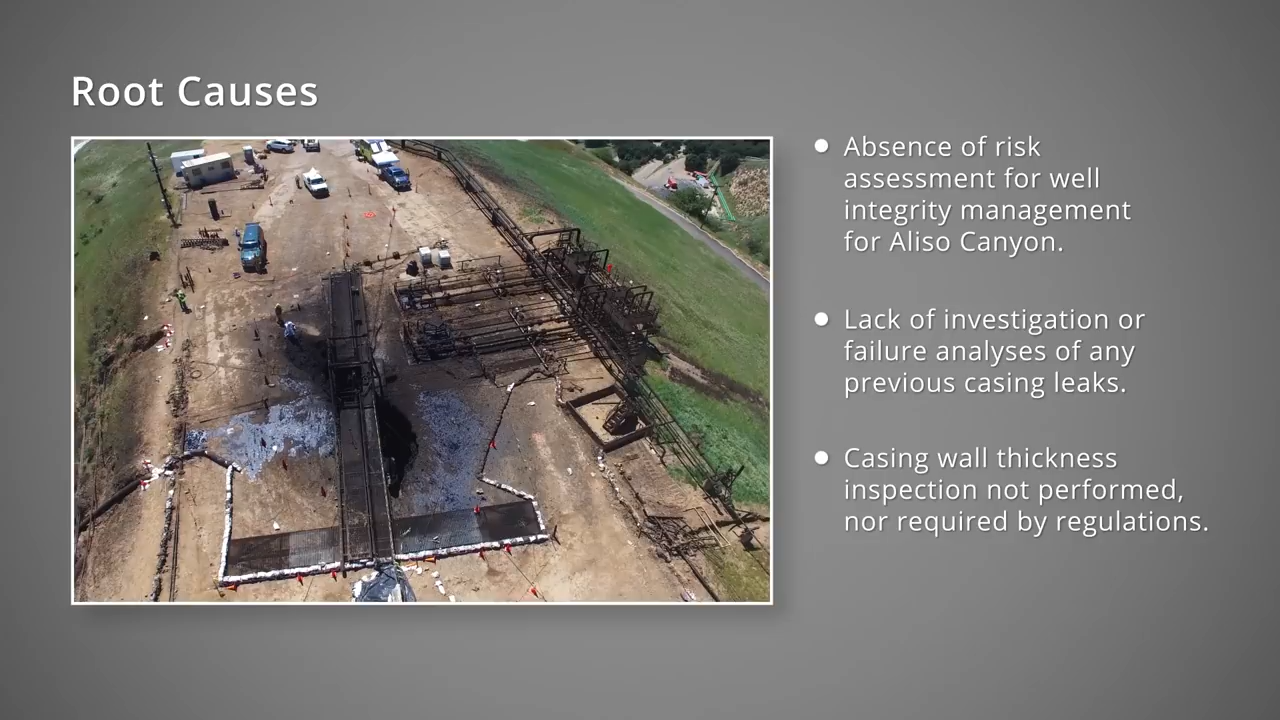 Root Causes
Absence of risk
assessment for well
integrity management
for Aliso Canyon.
Lack of investigation or
failure analyses of any
previous casing leaks.
Casing wall thickness
inspection not performed,
nor required by regulations.